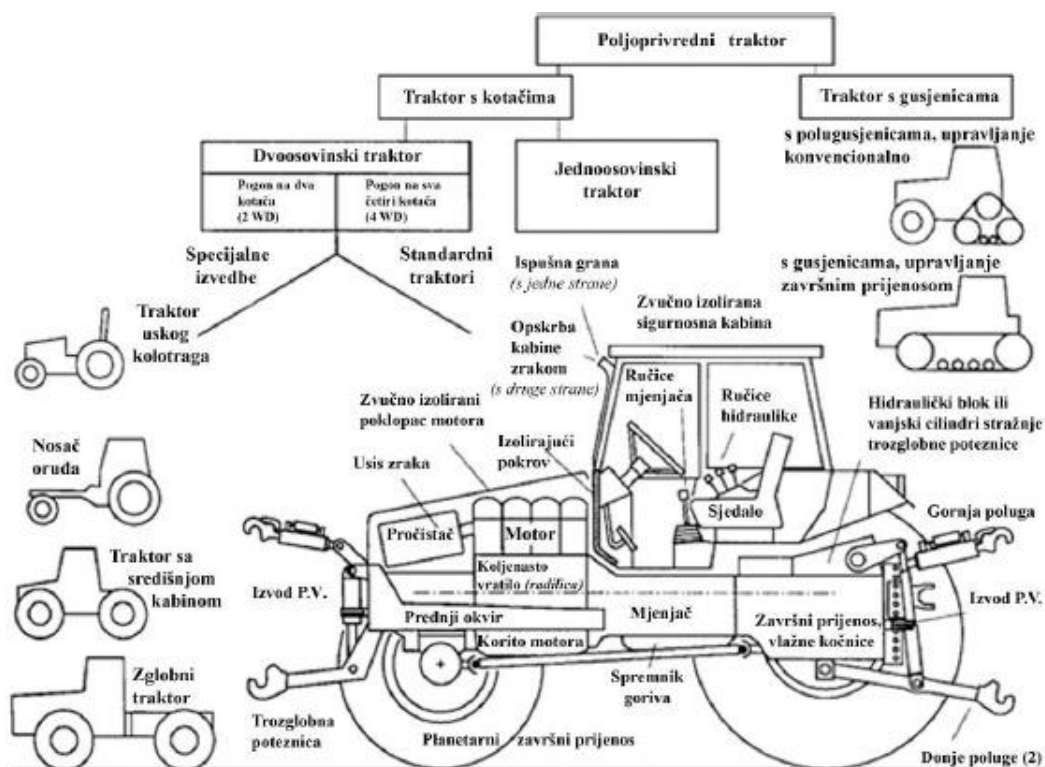 Poljoprivredni traktor
Traktor s kotačima
Traktor s gusjenicama
Dvoosovinski traktor
Pogon na dva
kotača
(2 WD)
Pogon na sva
četiri kotača
(4 WD)
Jednoosovinski
traktor
s polugusjenicama, upravljanje
konvencionalno
s gusjenicama, upravljanje
završnim prijenosom
Specijalne
izvedbe
Standardni
traktori
Traktor
uskog
kolotraga
Nosač
oruđa
Traktor sa
središnjom
kabinom
Zglobni
traktor
Ispušna grana
(s jedne strane)
Opskrba
kabine
zrakom
(s druge strane)
Zvučno izolirana
sigurnosna kabina
Zvučno izolirani
poklopac motora
Usis zraka
Izolirajući
pokrov
Ručice
mjenjača
Ručice
hidraulike
Hidraulički blok ili
vanjski cilindri stražnje
trozglobne poteznice
Sjedalo
Gornja poluga
Pročistač
Motor
Koljenasto
vratilo (radilica)
Izvod P.V.
Prednji okvir
Korito motora
Mjenjač
Završni prijenos,
vlažne kočnice
Izvod P.V.
Spremnik
goriva
Trozglobna
poteznica
Planetarni završni prijenos
Donje poluge (2)